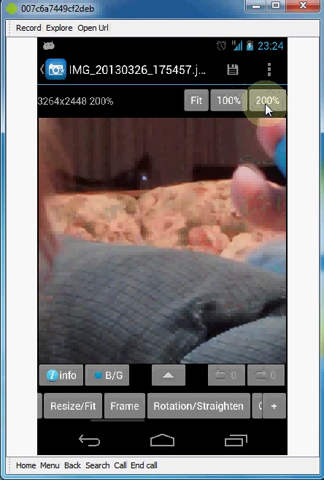 007c6a7449cf2deb
Record Explore Open Url
23:24
IMG_20130326_175457.j...
3264x2448 200% Fit 100% 200%
info B/G 0 0
Resize/Fit Frame Rotation/Straighten +
Home Menu Back Search Call End call